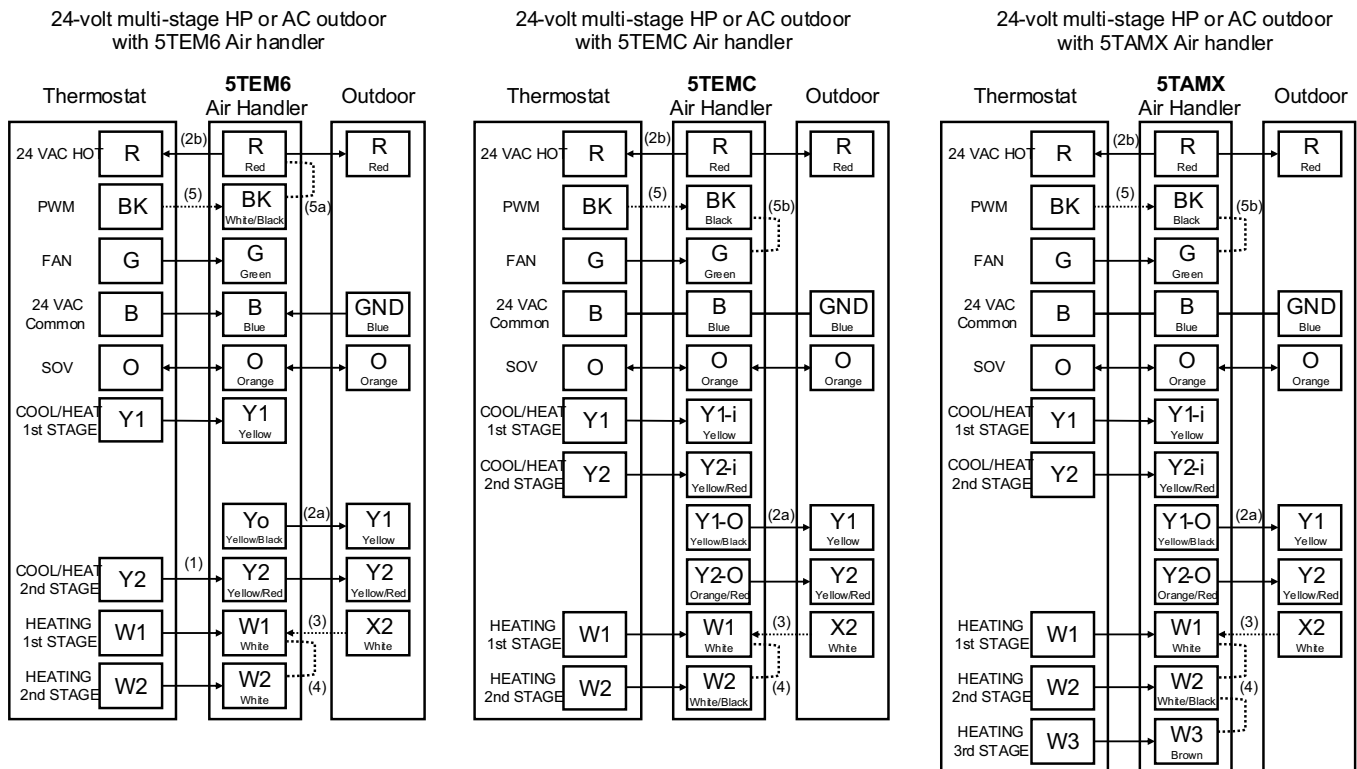 24-volt multi-stage HP or AC outdoor
with 5TEM6 Air handler
Thermostat
5TEM6
Air Handler
Outdoor
24 VAC HOT
R
(2b)
R
Red
R
Red
PWM
BK
(5)
BK
White/Black
(5a)
FAN
G
G
Green
24 VAC
Common
B
B
Blue
GND
Blue
SOV
O
O
Orange
O
Orange
COOL/HEAT
1st STAGE
Y1
Y1
Yellow
Yo
Yellow/Black
(2a)
Y1
Yellow
COOL/HEAT
2nd STAGE
Y2
(1)
Y2
Yellow/Red
Y2
Yellow/Red
HEATING
1st STAGE
W1
W1
White
(3)
X2
White
HEATING
2nd STAGE
W2
W2
White
(4)
24-volt multi-stage HP or AC outdoor
with 5TEMC Air handler
Thermostat
5TEMC
Air Handler
Outdoor
24 VAC HOT
R
(2b)
R
Red
R
Red
PWM
BK
(5)
BK
Black
(5b)
FAN
G
G
Green
24 VAC
Common
B
B
Blue
GND
Blue
SOV
O
O
Orange
O
Orange
COOL/HEAT
1st STAGE
Y1
Y1-i
Yellow
COOL/HEAT
2nd STAGE
Y2
Y2-i
Yellow/Red
Y1-O
Yellow/Black
(2a)
Y1
Yellow
Y2-O
Orange/Red
Y2
Yellow/Red
HEATING
1st STAGE
W1
W1
White
(3)
X2
White
HEATING
2nd STAGE
W2
W2
White/Black
(4)
24-volt multi-stage HP or AC outdoor
with 5TAMX Air handler
Thermostat
5TAMX
Air Handler
Outdoor
24 VAC HOT
R
(2b)
R
Red
R
Red
PWM
BK
(5)
BK
Black
(5b)
FAN
G
G
Green
24 VAC
Common
B
B
Blue
GND
Blue
SOV
O
O
Orange
O
Orange
COOL/HEAT
1st STAGE
Y1
Y1-i
Yellow
COOL/HEAT
2nd STAGE
Y2
Y2-i
Yellow/Red
Y1-O
Yellow/Black
(2a)
Y1
Yellow
Y2-O
Orange/Red
Y2
Yellow/Red
HEATING
1st STAGE
W1
W1
White
(3)
X2
White
HEATING
2nd STAGE
W2
W2
White/Black
(4)
HEATING
3rd STAGE
W3
W3
Brown